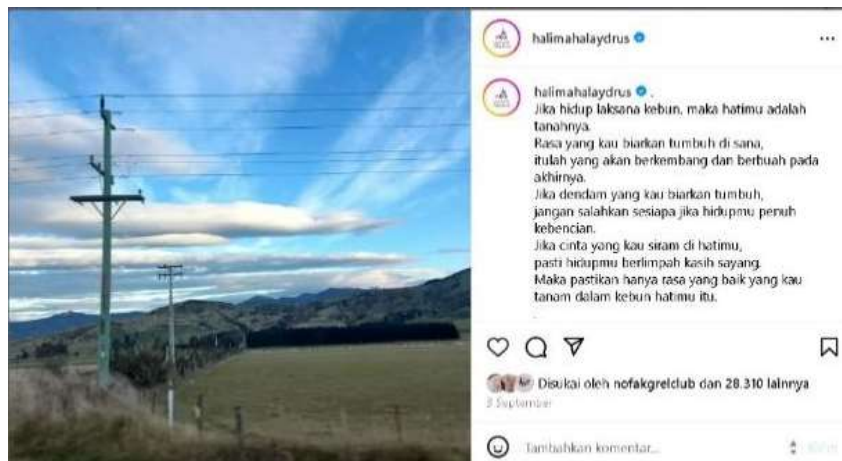 halimahalaydrus
halimahalaydrus .
Jika hidup laksana kebun, maka hatimu adalah
tanahnya.
Rasa yang kau biarkan tumbuh di sana,
itulah yang akan berkembang dan berbuah pada
akhirnya.
Jika dendam yang kau biarkan tumbuh,
jangan salahkan sesiapa jika hidupmu penuh
kebencian.
Jika cinta yang kau siram di hatimu,
pasti hidupmu berlimpah kasih sayang.
Maka pastikan hanya rasa yang baik yang kau
tanam dalam kebun hatimu itu.
.
Disukai oleh nofakgrelclub dan 28.310 lainnya
3 September
Tambahkan komentar...